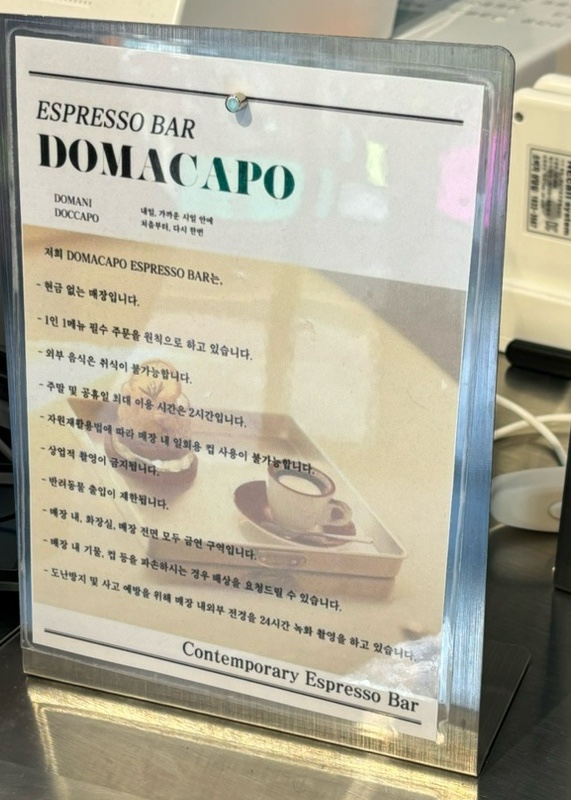 ESPRESSO BAR
DOMACAPO
DOMANI
DOCCAPO
내일, 가까운 시일 안에
처음부터, 다시 한번
저희 DOMACAPO ESPRESSO BAR는,
- 현금 없는 매장입니다.
- 1인 1메뉴 필수 주문을 원칙으로 하고 있습니다.
- 외부 음식은 취식이 불가능합니다.
- 주말 및 공휴일 최대 이용 시간은 2시간입니다.
- 자원재활용법에 따라 매장 내 일회용 컵 사용이 불가능합니다.
- 상업적 촬영이 금지됩니다.
- 반려동물 출입이 제한됩니다.
- 매장 내, 화장실, 매장 전면 모두 금연 구역입니다.
- 매장 내 기물, 컵 등을 파손하시는 경우 배상을 요청드릴 수 있습니다.
- 도난방지 및 사고 예방을 위해 매장 내외부 전경을 24시간 녹화 촬영을 하고 있습니다.
Contemporary Espresso Bar